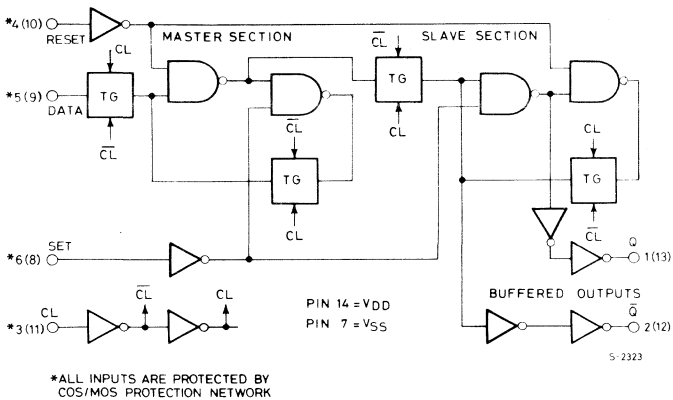 *4(10)
RESET
MASTER SECTION
SLAVE SECTION
CL
CL
*5(9)
DATA
TG
TG
CL
CL
CL
CL
TG
TG
CL
CL
*6(8)
SET
Q
1(13)
CL
*3(11)
CL
CL
PIN 14 = VDD
PIN 7 = VSS
BUFFERED OUTPUTS
Q
2(12)
S-2323
*ALL INPUTS ARE PROTECTED BY
COS/MOS PROTECTION NETWORK